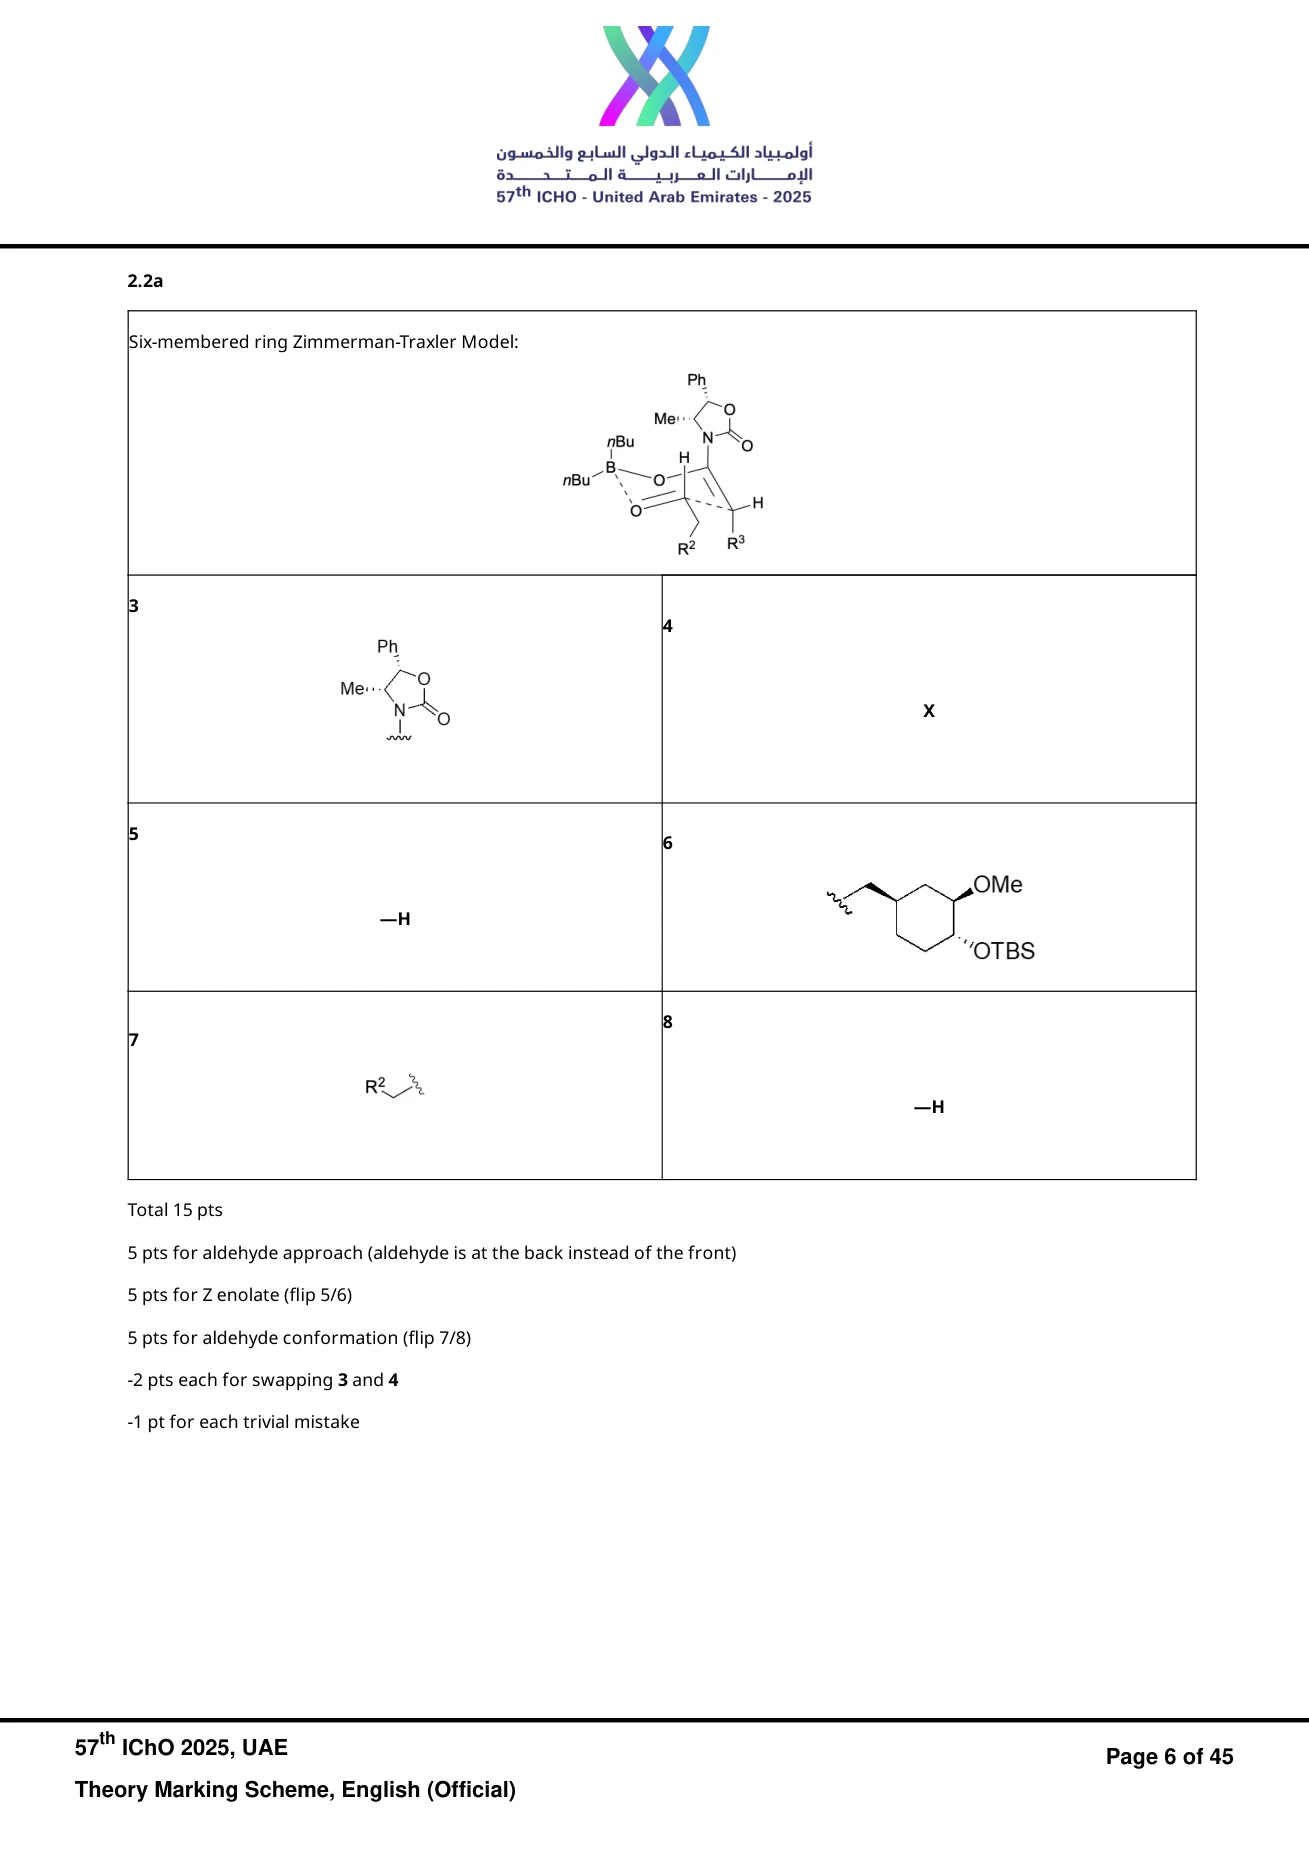 أولمبياد الكيمياء الدولي السابع والخمسون
الإمارات العربية المتحدة
57th ICHO - United Arab Emirates - 2025
2.2a
Six-membered ring Zimmerman-Traxler Model:
Ph
O
Me
N
O
nBu
H
B
O
nBu
H
O
R2
R3
3
Ph
O
Me
N
O
4
X
5
—H
6
OMe
OTBS
7
R2
8
—H
Total 15 pts
5 pts for aldehyde approach (aldehyde is at the back instead of the front)
5 pts for Z enolate (flip 5/6)
5 pts for aldehyde conformation (flip 7/8)
-2 pts each for swapping 3 and 4
-1 pt for each trivial mistake
57th IChO 2025, UAE
Page 6 of 45
Theory Marking Scheme, English (Official)